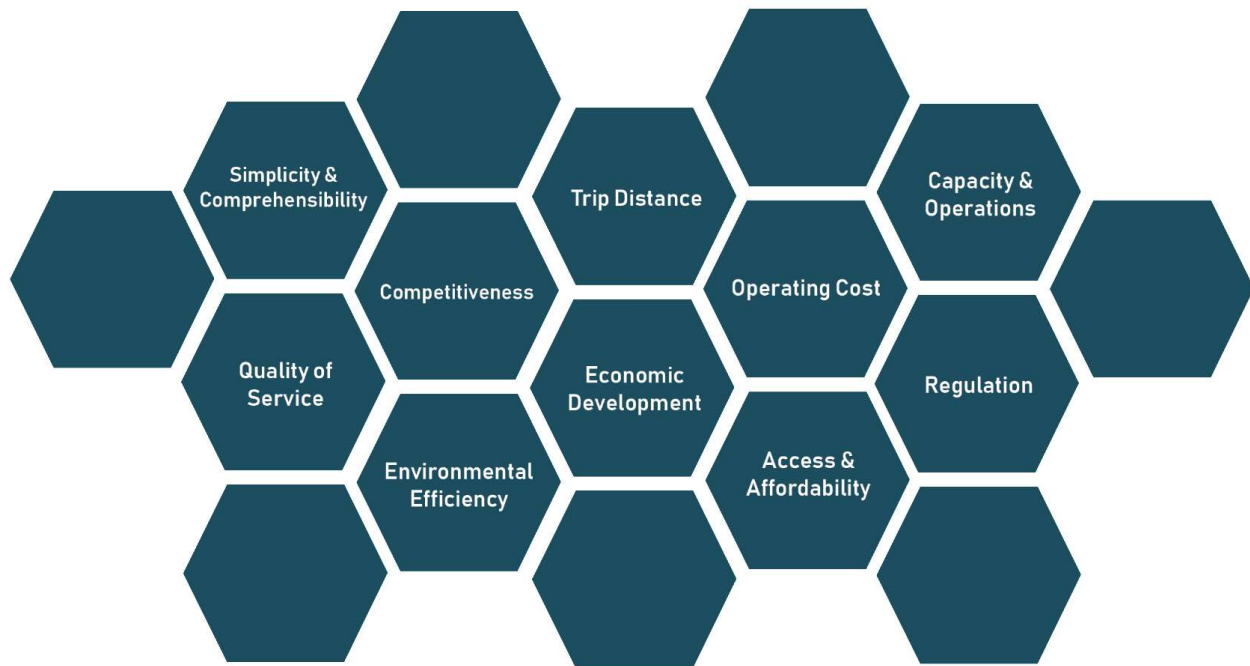 Simplicity &
Comprehensibility
Trip Distance
Capacity &
Operations
Competitiveness
Operating Cost
Quality of
Service
Economic
Development
Regulation
Environmental
Efficiency
Access &
Affordability